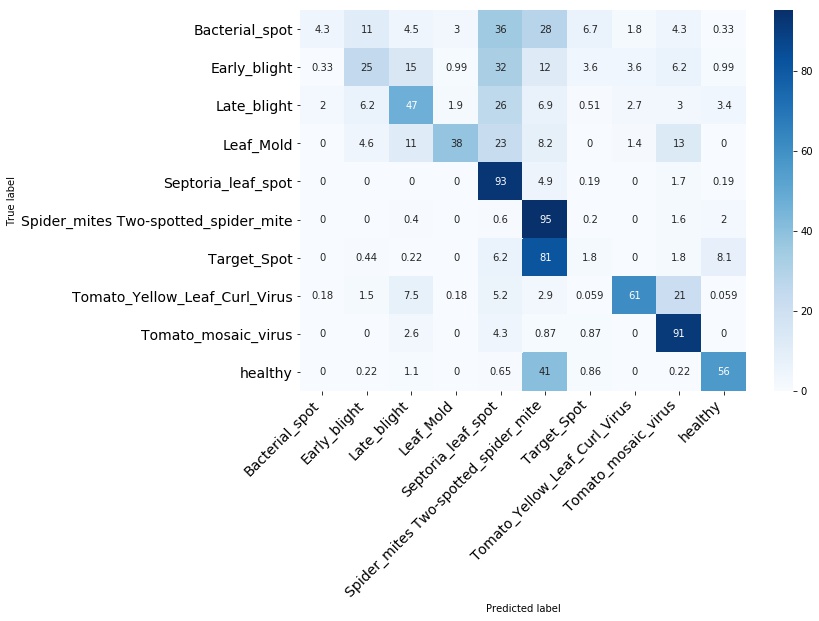 Bacterial_spot 4.3 11 4.5 3 36 28 6.7 1.8 4.3 0.33
Early_blight 0.33 25 15 0.99 32 12 3.6 3.6 6.2 0.99
Late_blight 2 6.2 47 1.9 26 6.9 0.51 2.7 3 3.4
Leaf_Mold 0 4.6 11 38 23 8.2 0 1.4 13 0
Septoria_leaf_spot 0 0 0 0 93 4.9 0.19 0 1.7 0.19
Spider_mites Two-spotted_spider_mite 0 0 0.4 0 0.6 95 0.2 0 1.6 2
Target_Spot 0 0.44 0.22 0 6.2 81 1.8 0 1.8 8.1
Tomato_Yellow_Leaf_Curl_Virus 0.18 1.5 7.5 0.18 5.2 2.9 0.059 61 21 0.059
Tomato_mosaic_virus 0 0 2.6 0 4.3 0.87 0.87 0 91 0
healthy 0 0.22 1.1 0 0.65 41 0.86 0 0.22 56
True label
Bacterial_spot
Early_blight
Late_blight
Leaf_Mold
Septoria_leaf_spot
Spider_mites Two-spotted_spider_mite
Target_Spot
Tomato_Yellow_Leaf_Curl_Virus
Tomato_mosaic_virus
healthy
Predicted label
80
60
40
20
0